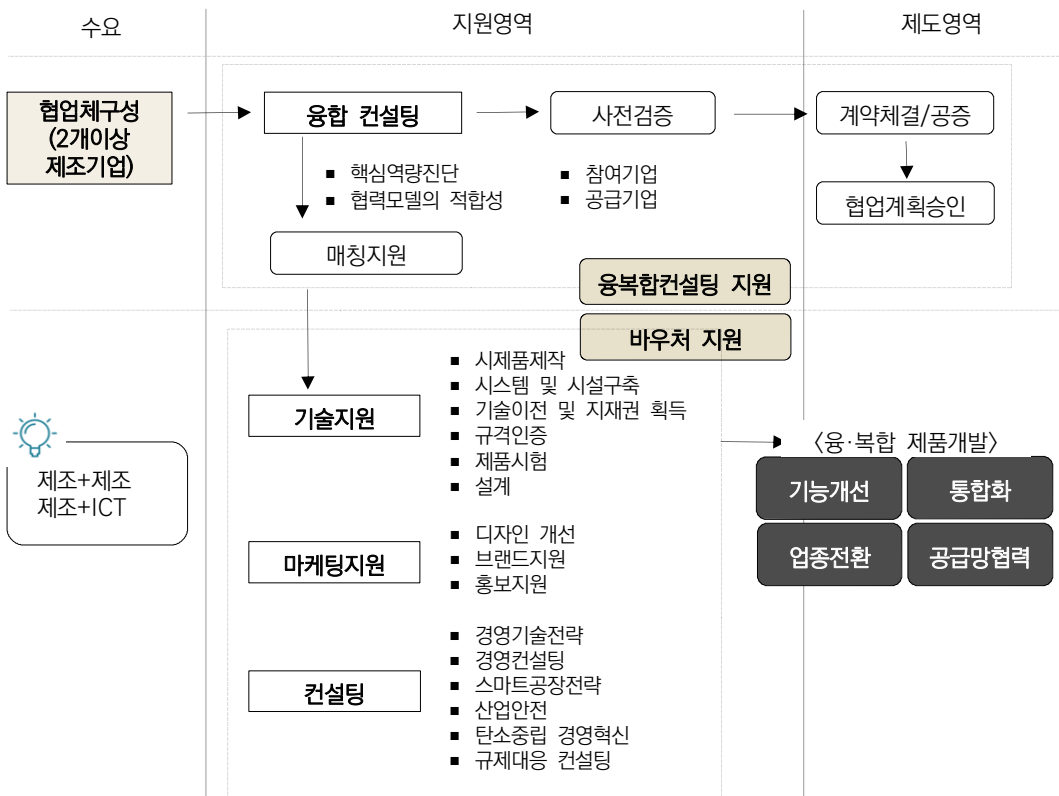 수요
지원영역
제도영역
협업체구성
(2개이상
제조기업)
융합 컨설팅
사전검증
계약체결/공증
▪ 핵심역량진단
▪ 협력모델의 적합성
▪ 참여기업
▪ 공급기업
협업계획승인
매칭지원
융복합컨설팅 지원
바우처 지원
기술지원
▪ 시제품제작
▪ 시스템 및 시설구축
▪ 기술이전 및 지재권 획득
▪ 규격인증
▪ 제품시험
▪ 설계
제조+제조
제조+ICT
〈융·복합 제품개발〉
기능개선
통합화
업종전환
공급망협력
마케팅지원
▪ 디자인 개선
▪ 브랜드지원
▪ 홍보지원
컨설팅
▪ 경영기술전략
▪ 경영컨설팅
▪ 스마트공장전략
▪ 산업안전
▪ 탄소중립 경영혁신
▪ 규제대응 컨설팅